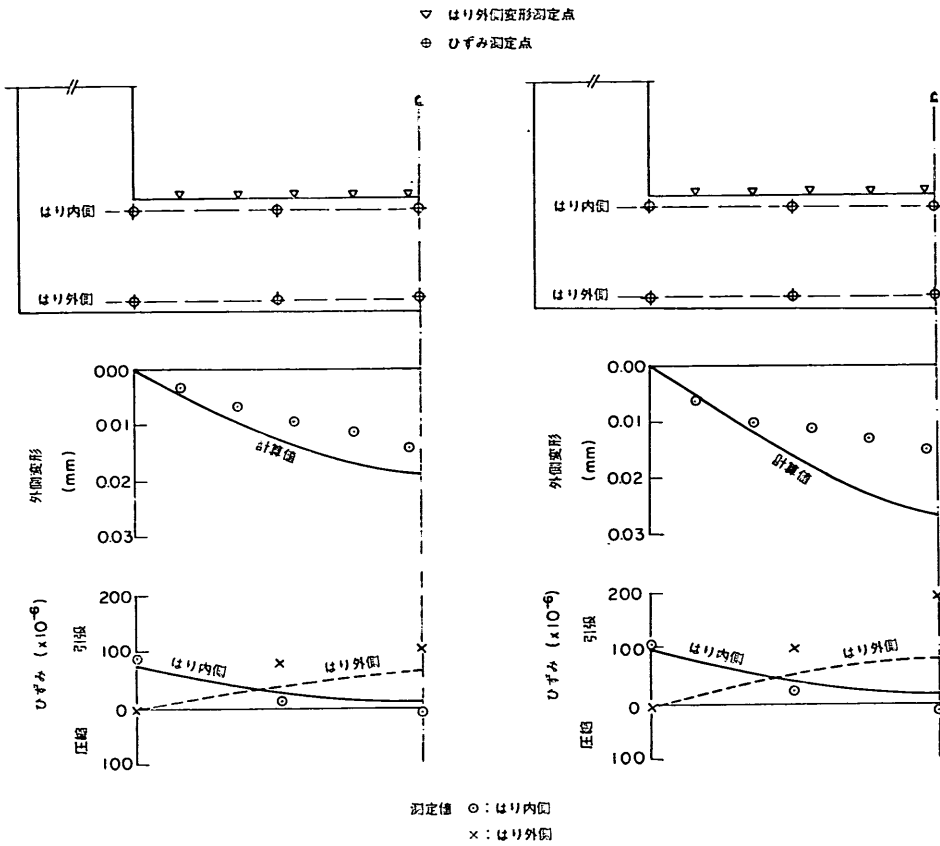 ▽ はり外側変形測定点
⊕ ひずみ測定点
℄
はり内側
はり外側
℄
はり内側
はり外側
0.00
0.01
0.02
0.03
外側変形
(mm)
計算値
0.00
0.01
0.02
0.03
外側変形
(mm)
計算値
200
100
0
100
ひずみ (x10⁻⁶)
引張
圧縮
はり内側
はり外側
200
100
0
100
ひずみ (x10⁻⁶)
引張
圧縮
はり内側
はり外側
測定値 ⊙:はり内側
×:はり外側